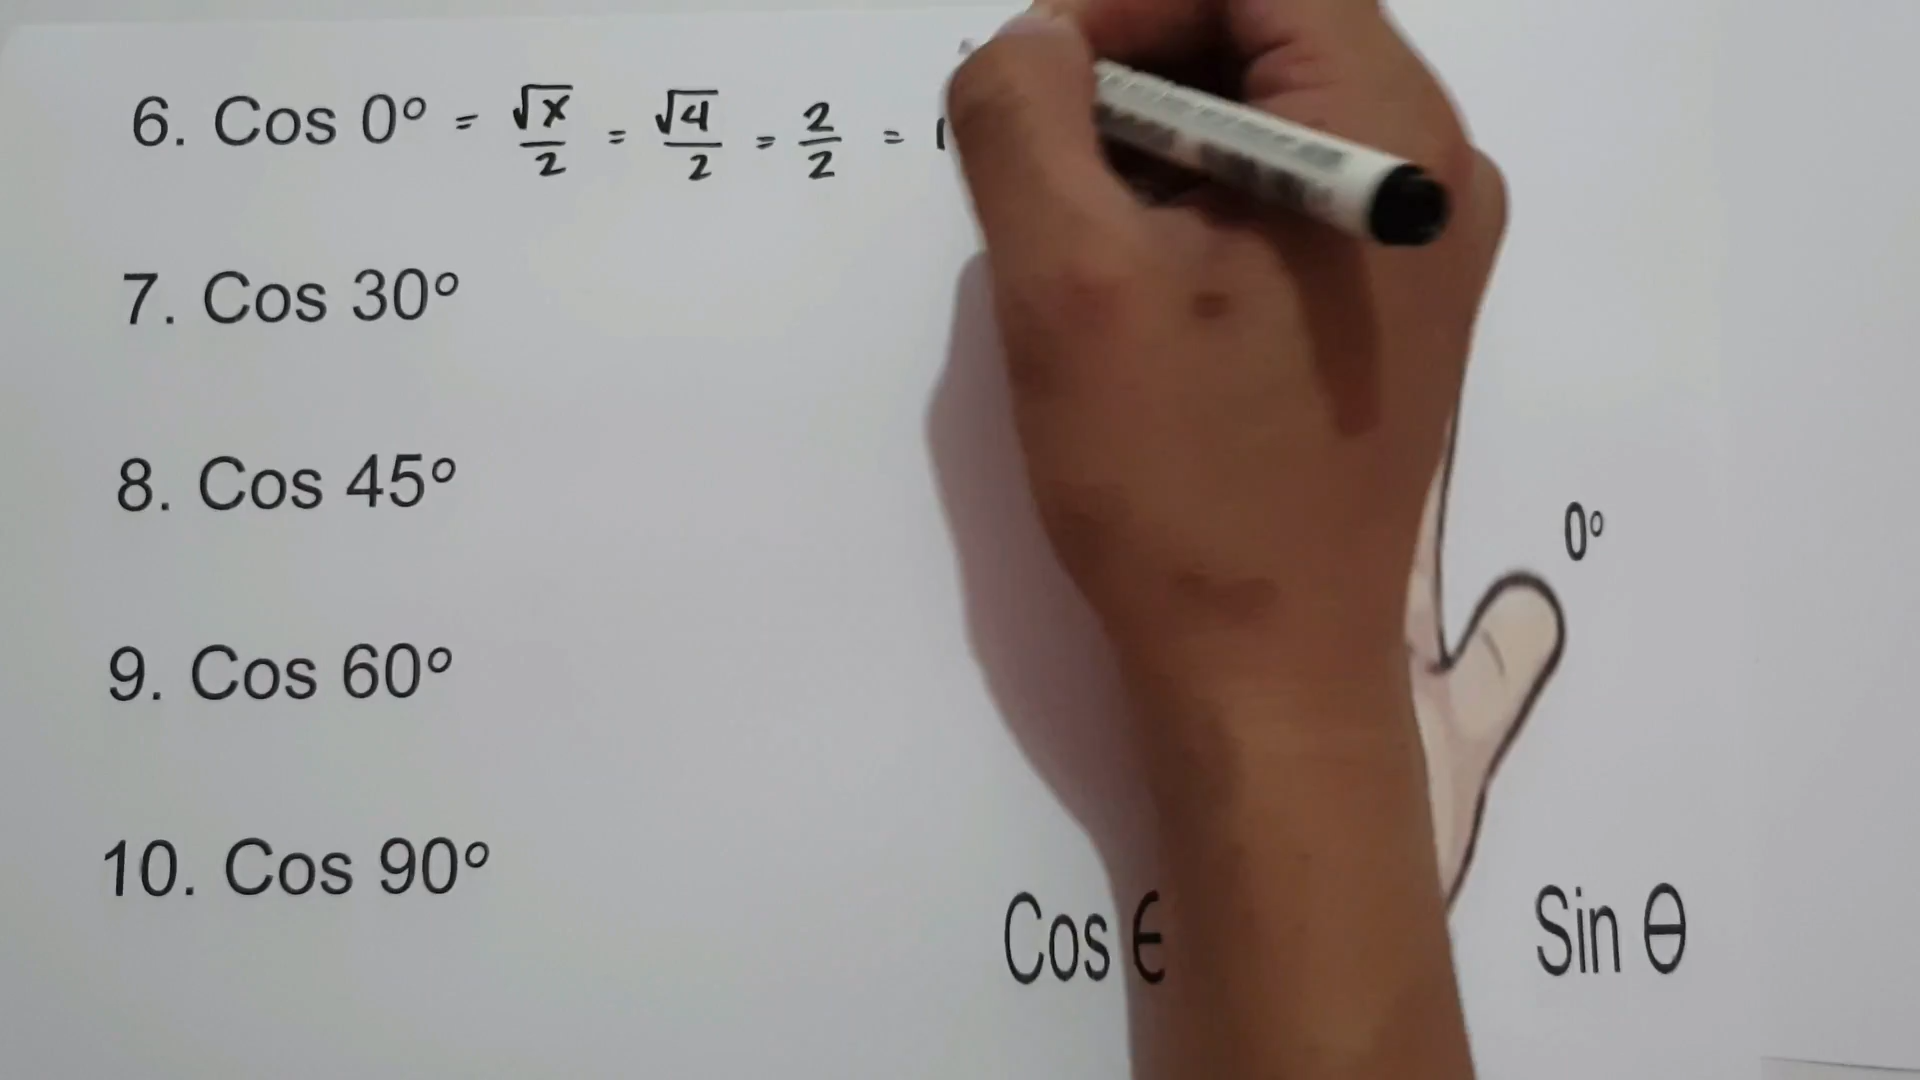 6. Cos 0° = √x/2 = √4/2 = 2/2 = 1
7. Cos 30°
8. Cos 45°
0°
9. Cos 60°
10. Cos 90°
Cos θ
Sin θ